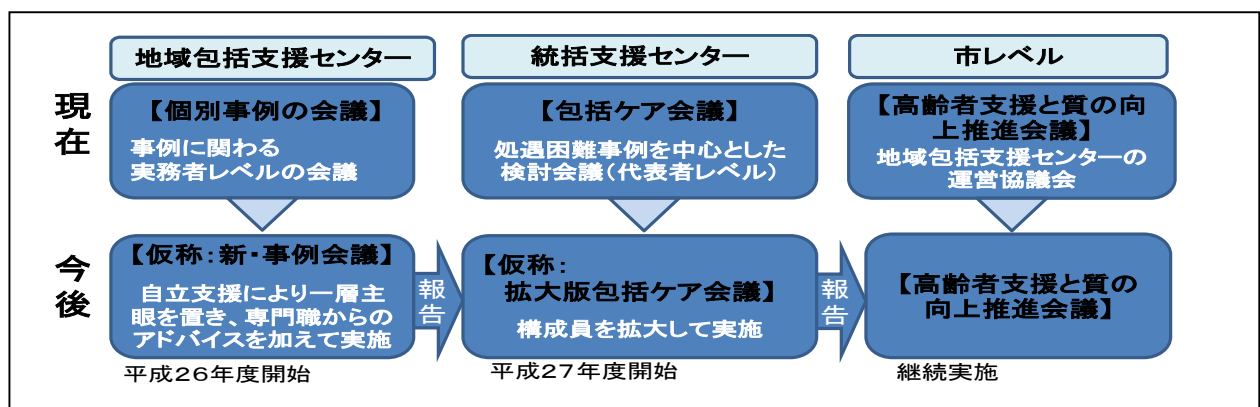 地域包括支援センター
統括支援センター
市レベル
現在
【個別事例の会議】
事例に関わる
実務者レベルの会議
【包括ケア会議】
処遇困難事例を中心とした
検討会議(代表者レベル)
【高齢者支援と質の向
上推進会議】
地域包括支援センターの
運営協議会
今後
【仮称:新・事例会議】
自立支援により一層主
眼を置き、専門職からの
アドバイスを加えて実施
平成26年度開始
報告
【仮称:
拡大版包括ケア会議】
構成員を拡大して実施
平成27年度開始
報告
【高齢者支援と質の
向上推進会議】
継続実施